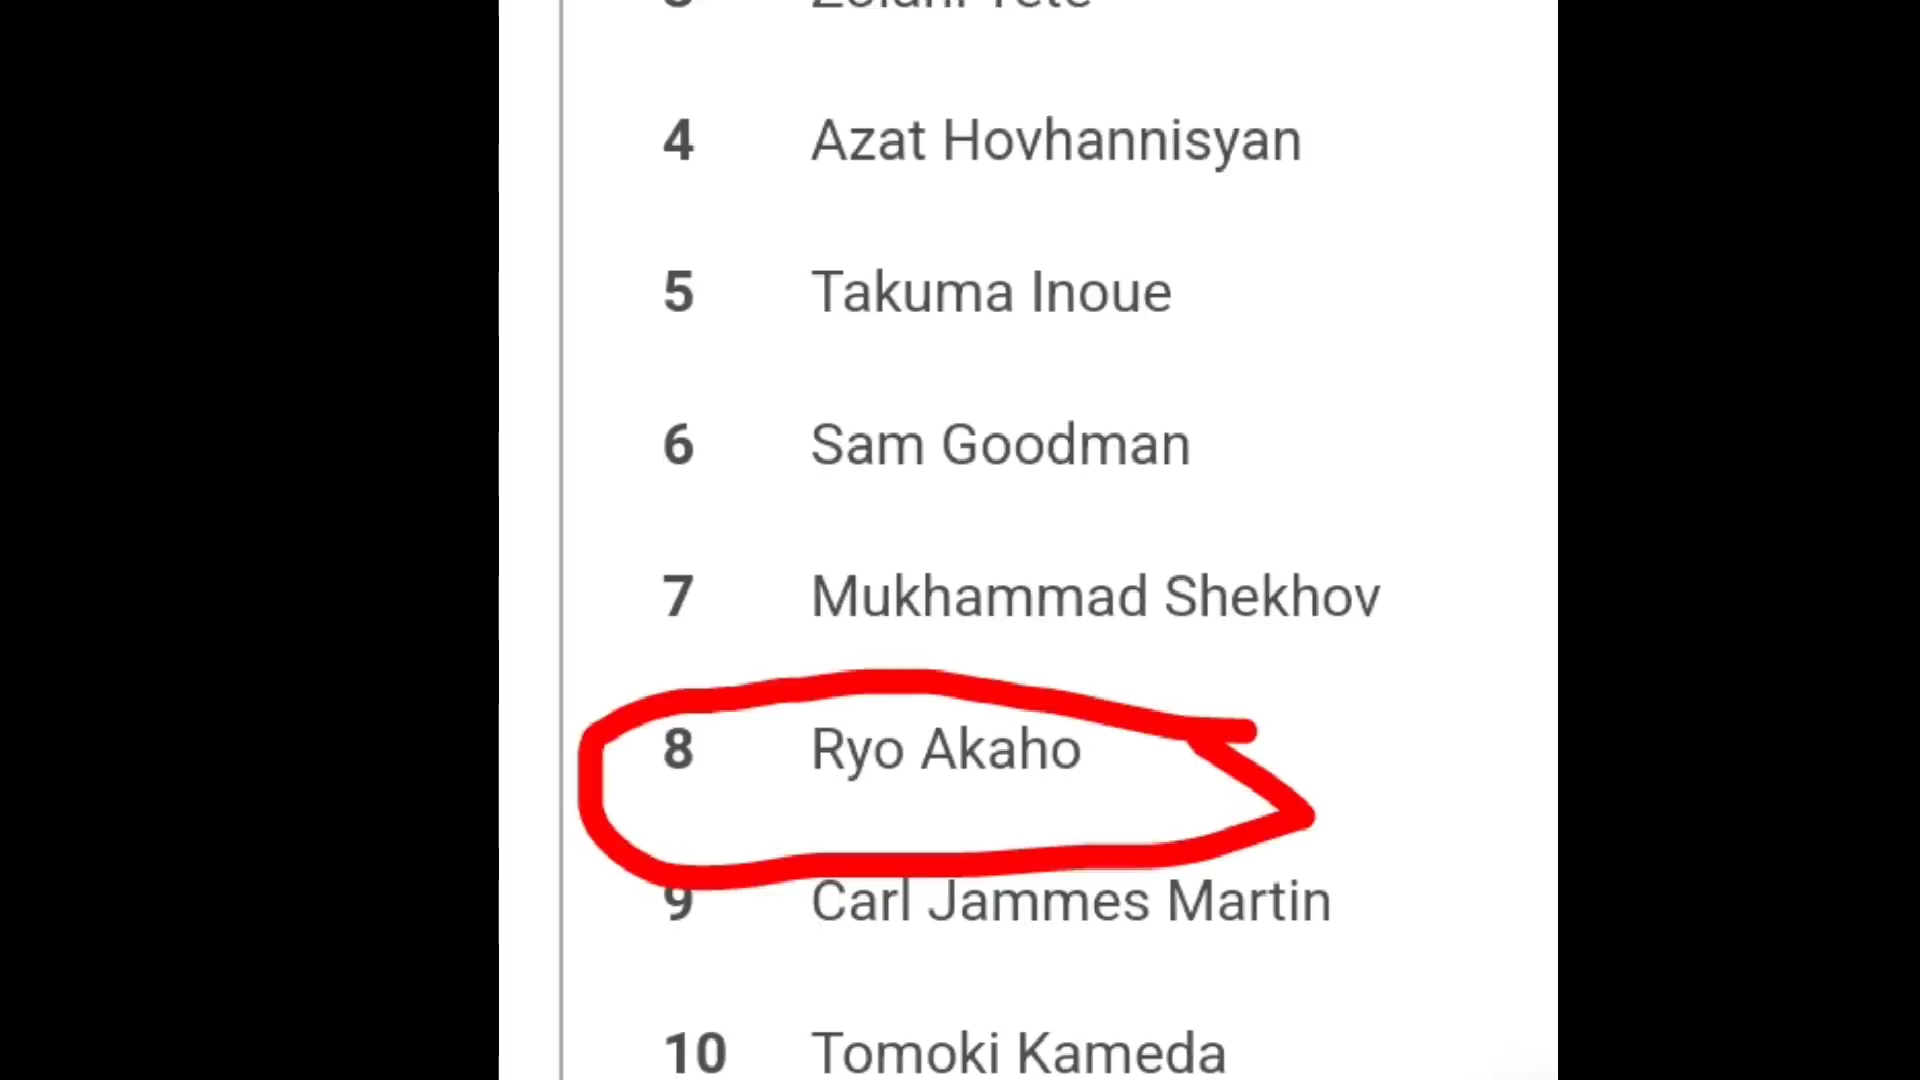 4 Azat Hovhannisyan
5 Takuma Inoue
6 Sam Goodman
7 Mukhammad Shekhov
8 Ryo Akaho
9 Carl Jammes Martin
10 Tomoki Kameda